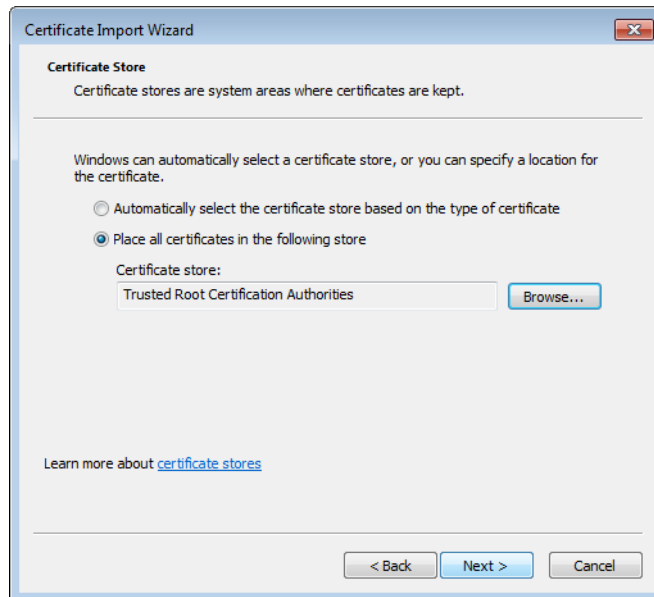 Certificate Import Wizard
Certificate Store
Certificate stores are system areas where certificates are kept.
Windows can automatically select a certificate store, or you can specify a location for
the certificate.
Automatically select the certificate store based on the type of certificate
Place all certificates in the following store
Certificate store:
Trusted Root Certification Authorities
Browse...
Learn more about certificate stores
< Back
Next >
Cancel